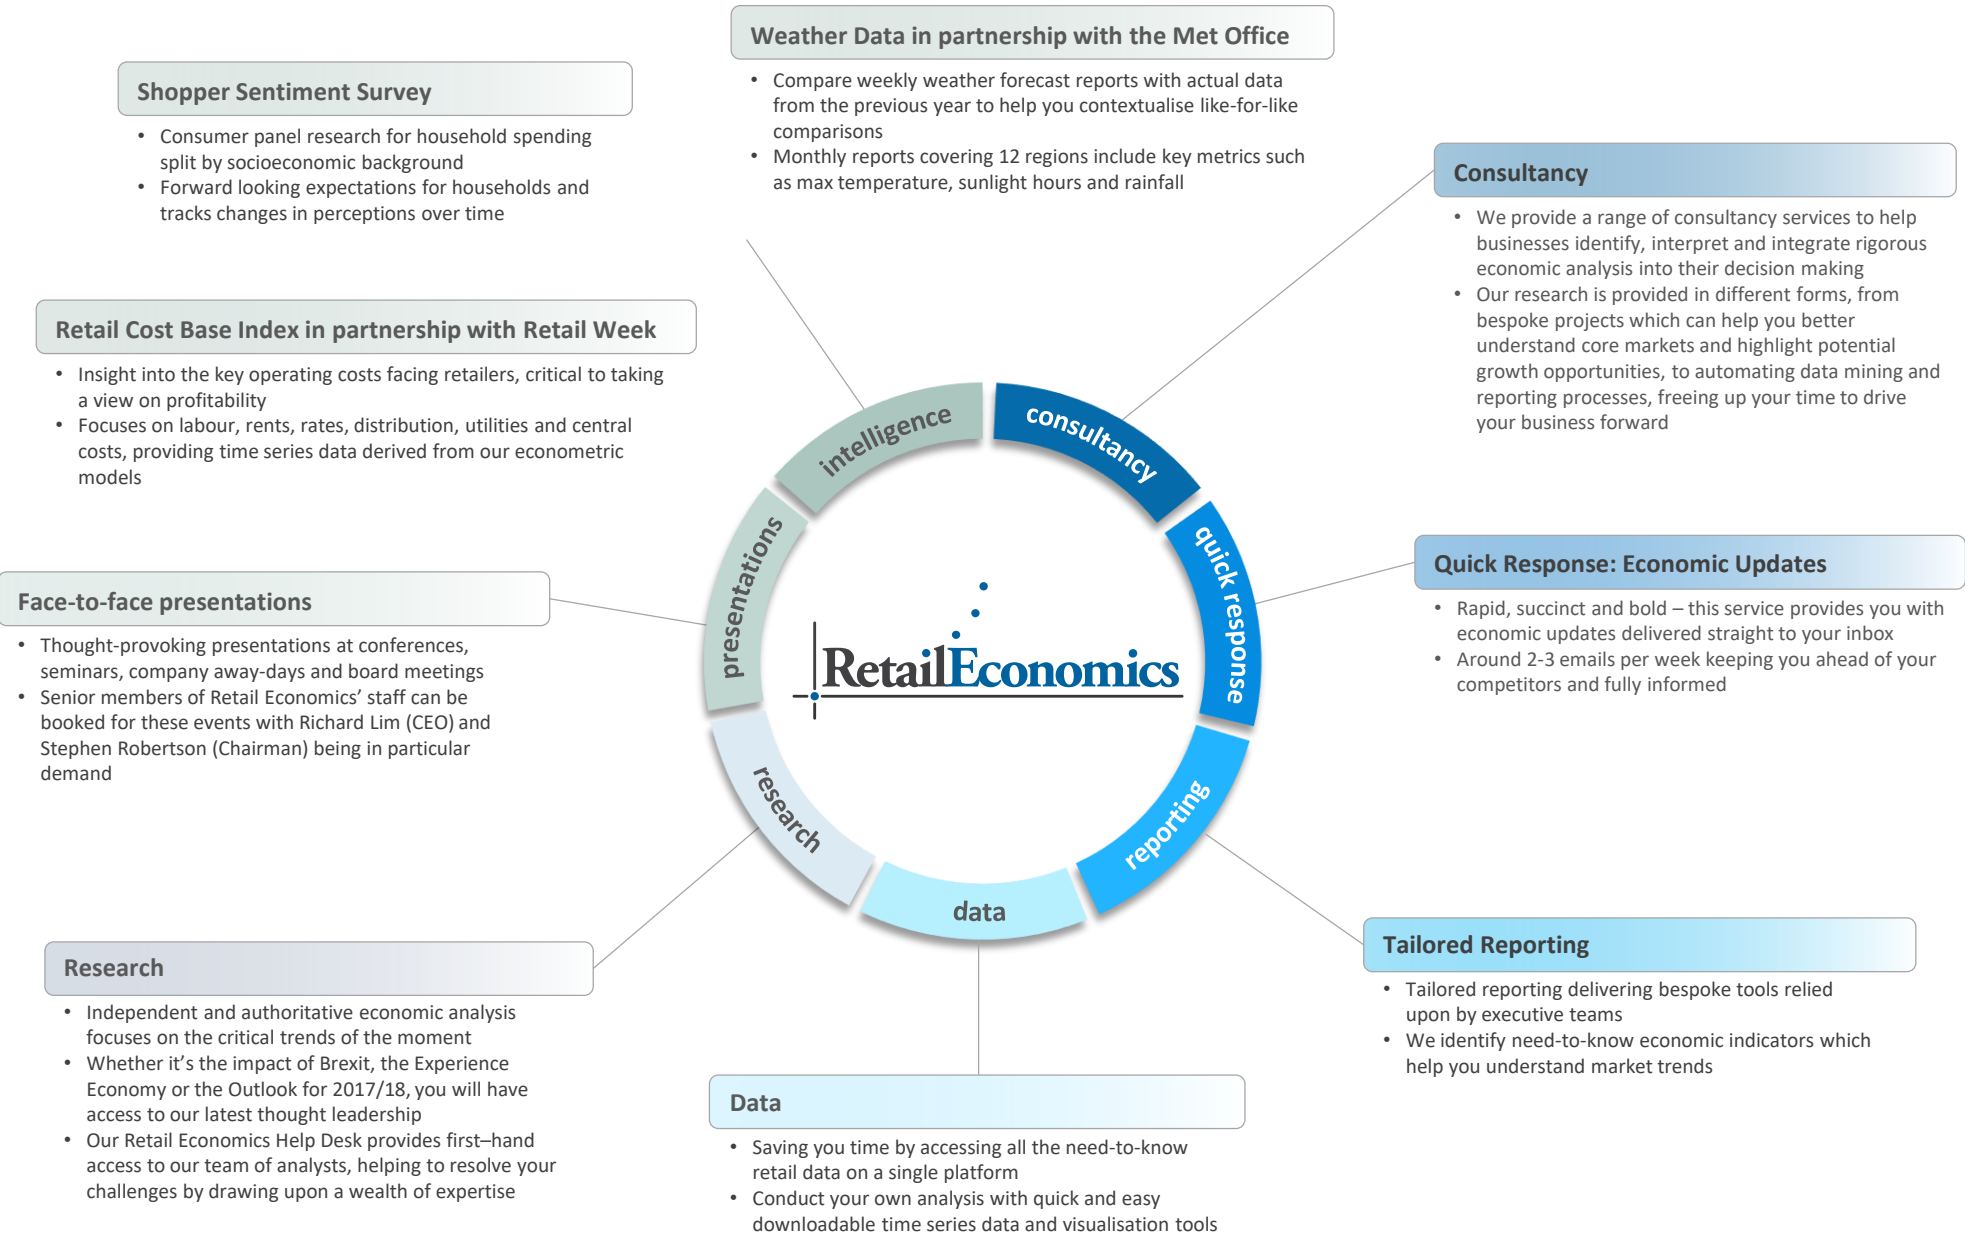 Weather Data in partnership with the Met Office
• Compare weekly weather forecast reports with actual data
from the previous year to help you contextualise like-for-like
comparisons
• Monthly reports covering 12 regions include key metrics such
as max temperature, sunlight hours and rainfall
Shopper Sentiment Survey
• Consumer panel research for household spending
split by socioeconomic background
• Forward looking expectations for households and
tracks changes in perceptions over time
Consultancy
• We provide a range of consultancy services to help
businesses identify, interpret and integrate rigorous
economic analysis into their decision making
• Our research is provided in different forms, from
bespoke projects which can help you better
understand core markets and highlight potential
growth opportunities, to automating data mining and
reporting processes, freeing up your time to drive
your business forward
Retail Cost Base Index in partnership with Retail Week
• Insight into the key operating costs facing retailers, critical to taking
a view on profitability
• Focuses on labour, rents, rates, distribution, utilities and central
costs, providing time series data derived from our econometric
models
intelligence
consultancy
presentations
quick response
RetailEconomics
research
reporting
data
Quick Response: Economic Updates
• Rapid, succinct and bold – this service provides you with
economic updates delivered straight to your inbox
• Around 2-3 emails per week keeping you ahead of your
competitors and fully informed
Face-to-face presentations
• Thought-provoking presentations at conferences,
seminars, company away-days and board meetings
• Senior members of Retail Economics’ staff can be
booked for these events with Richard Lim (CEO) and
Stephen Robertson (Chairman) being in particular
demand
Tailored Reporting
• Tailored reporting delivering bespoke tools relied
upon by executive teams
• We identify need-to-know economic indicators which
help you understand market trends
Research
• Independent and authoritative economic analysis
focuses on the critical trends of the moment
• Whether it’s the impact of Brexit, the Experience
Economy or the Outlook for 2017/18, you will have
access to our latest thought leadership
• Our Retail Economics Help Desk provides first–hand
access to our team of analysts, helping to resolve your
challenges by drawing upon a wealth of expertise
Data
• Saving you time by accessing all the need-to-know
retail data on a single platform
• Conduct your own analysis with quick and easy
downloadable time series data and visualisation tools